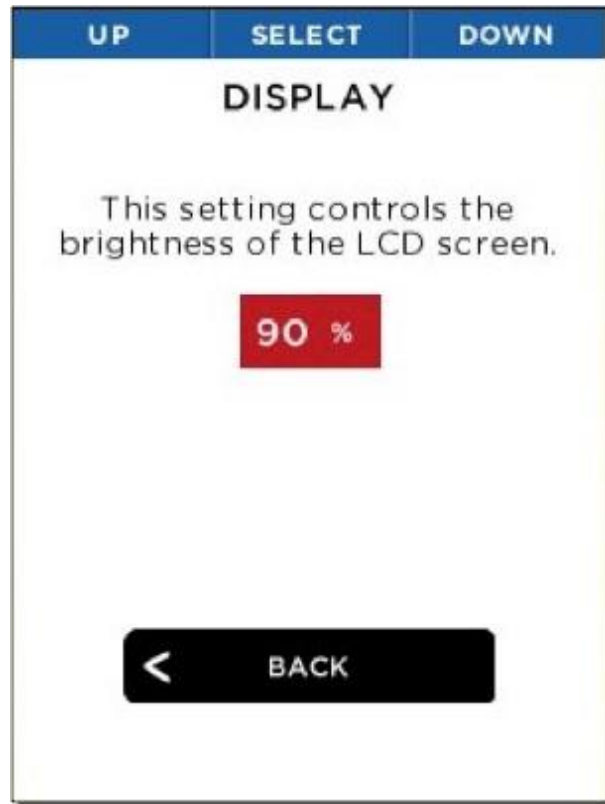 UP SELECT DOWN
DISPLAY
This setting controls the
brightness of the LCD screen.
90 %
< BACK